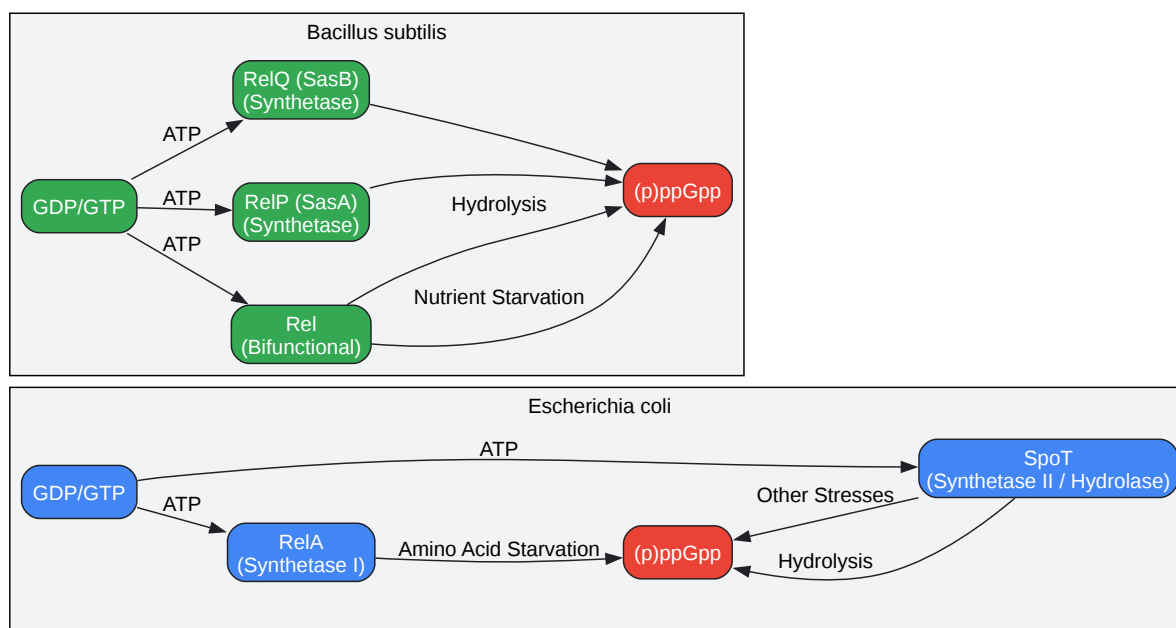 Bacillus subtilis
RelQ (SasB)
(Synthetase)
ATP
GDP/GTP
ATP
RelP (SasA)
(Synthetase)
Hydrolysis
(p)ppGpp
ATP
Nutrient Starvation
Rel
(Bifunctional)
Escherichia coli
ATP
SpoT
(Synthetase II / Hydrolase)
GDP/GTP
ATP
Other Stresses
RelA
(Synthetase I)
Amino Acid Starvation
(p)ppGpp
Hydrolysis